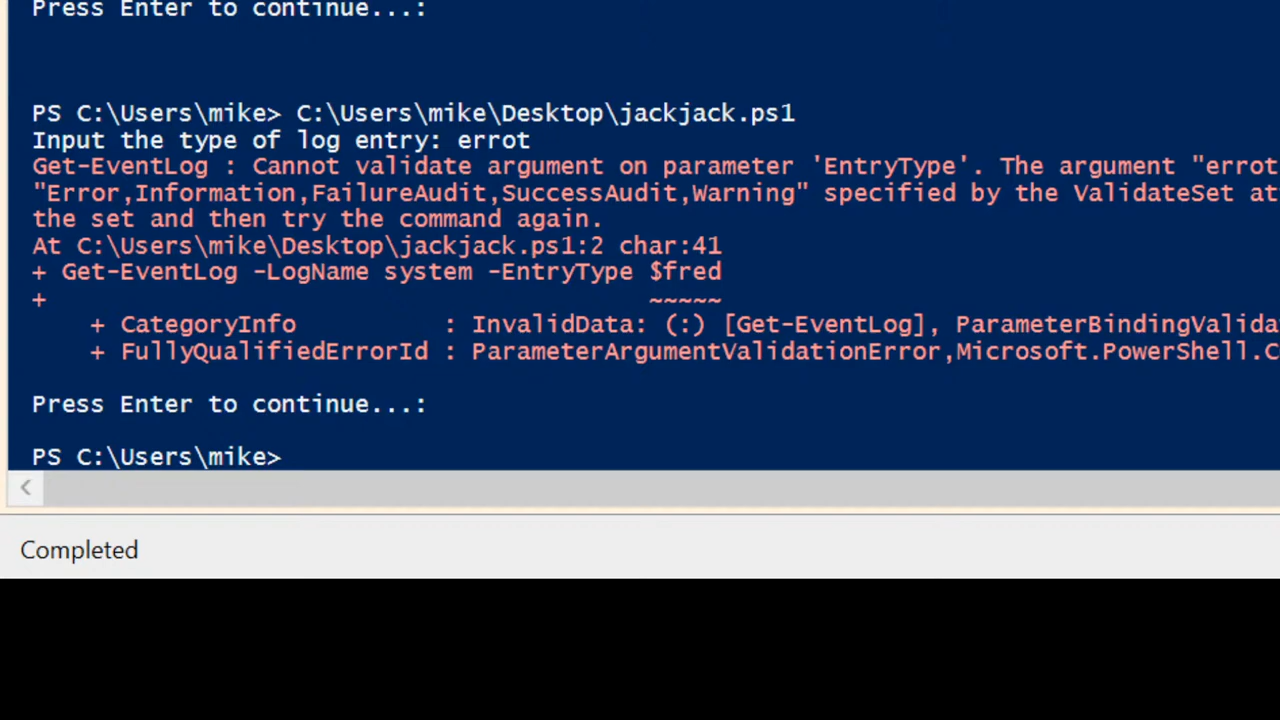 Press Enter to continue...:
PS C:\Users\mike> C:\Users\mike\Desktop\jackjack.ps1
Input the type of log entry: errot
Get-EventLog : Cannot validate argument on parameter 'EntryType'. The argument "errot
"Error,Information,FailureAudit,SuccessAudit,Warning" specified by the ValidateSet at
the set and then try the command again.
At C:\Users\mike\Desktop\jackjack.ps1:2 char:41
+ Get-EventLog -LogName system -EntryType $fred
+                                         ~~~~~
    + CategoryInfo          : InvalidData: (:) [Get-EventLog], ParameterBindingValida
    + FullyQualifiedErrorId : ParameterArgumentValidationError,Microsoft.PowerShell.C
Press Enter to continue...:
PS C:\Users\mike>
Completed